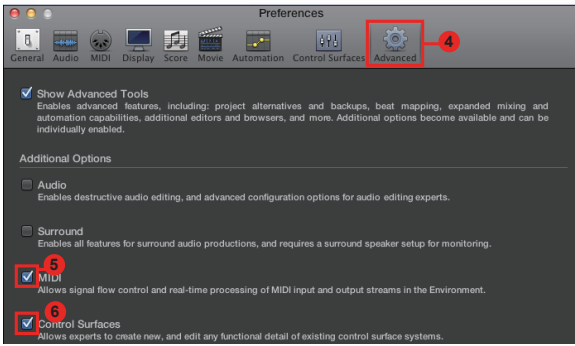 Preferences
General Audio MIDI Display Score Movie Automation Control Surfaces Advanced
4
Show Advanced Tools
Enables advanced features, including: project alternatives and backups, beat mapping, expanded mixing and
automation capabilities, additional editors and browsers, and more. Additional options become available and can be
individually enabled.
Additional Options
Audio
Enables destructive audio editing, and advanced configuration options for audio editing experts.
Surround
Enables all features for surround audio productions, and requires a surround speaker setup for monitoring.
5
MIDI
Allows signal flow control and real-time processing of MIDI input and output streams in the Environment.
6
Control Surfaces
Allows experts to create new, and edit any functional detail of existing control surface systems.